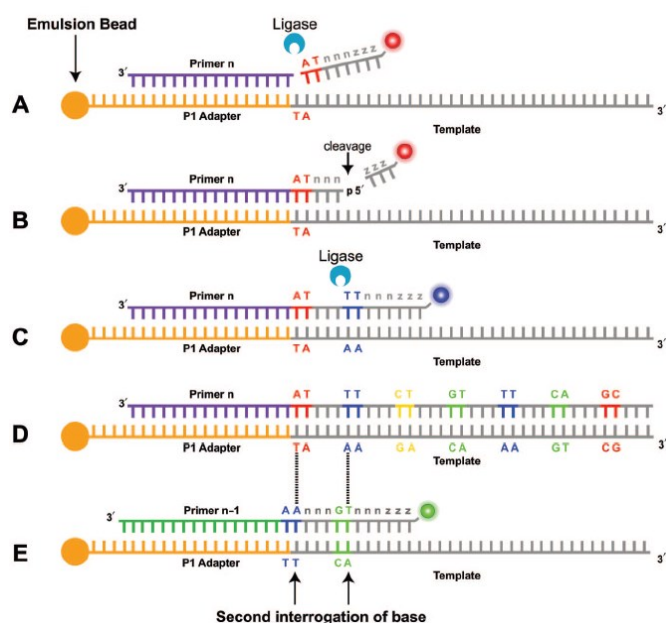 Emulsion Bead
Ligase
A T n n n z z z
3′ Primer n
A
P1 Adapter T A Template 3′
cleavage
z z z
A T n n n
3′ Primer n p 5′
B
P1 Adapter T A Template 3′
Ligase
A T T T n n n z z z
3′ Primer n
C
P1 Adapter T A A A Template 3′
3′ Primer n A T T T C T G T T T C A G C
D
P1 Adapter T A A A G A C A A A G T C G 3′
Template
3′ Primer n–1 A A n n n G T n n n z z z
E
P1 Adapter T T C A Template 3′
Second interrogation of base